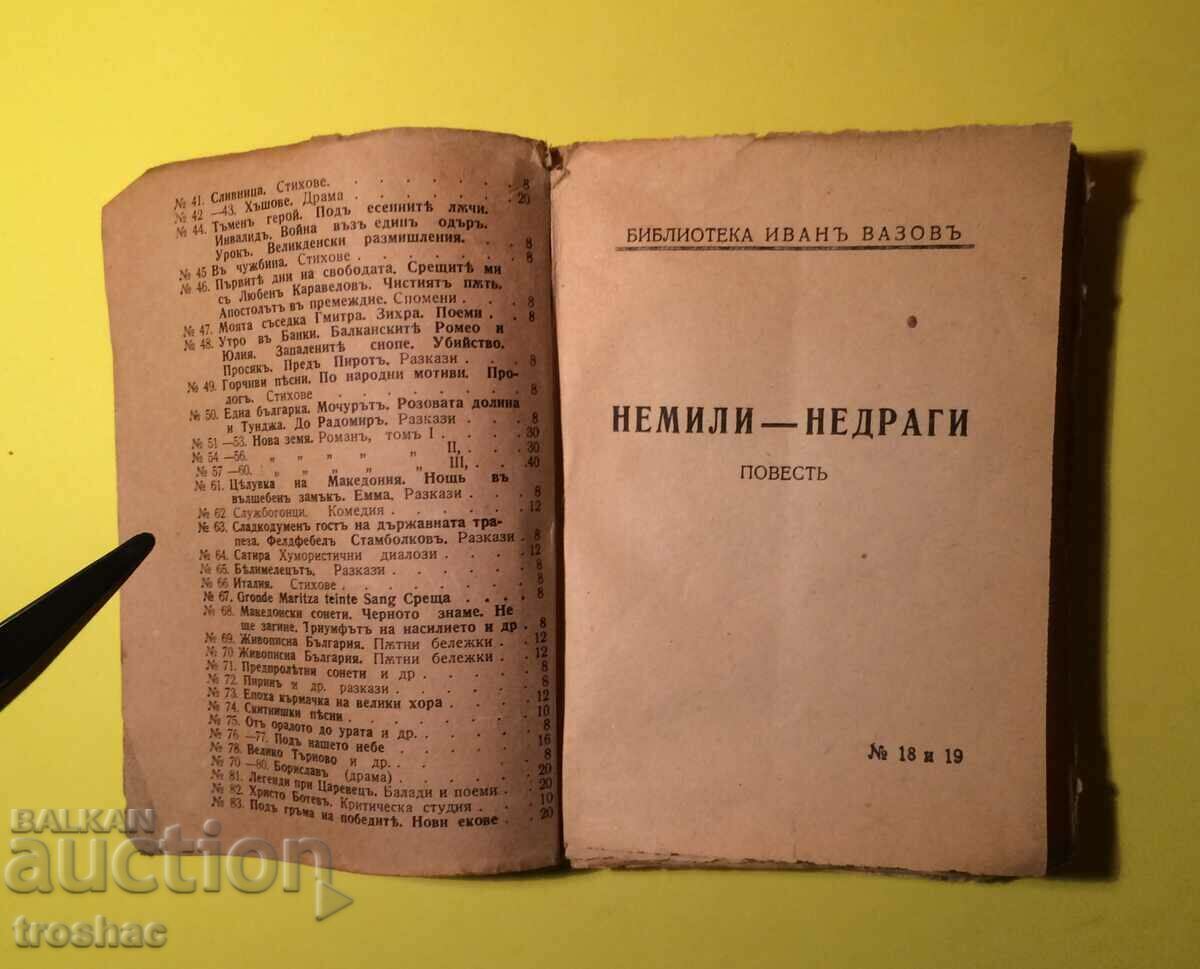 № 41. Сливница. Стихове. . . . . . . . 8
№ 42 —43. Хъшове. Драма . . . . . . . 20
№ 44. Тъменъ герой. Подъ есенните лѫчи.
Инвалидъ. Война възъ единъ одъръ.
Урокъ. Великденски размишления. . . . 8
№ 45 Въ чужбина. Стихове . . . . . . . 8
№ 46. Първите дни на свободата. Срещитѣ ми
съ Любенъ Каравеловъ. Чистиятъ пѫть.
Апостолътъ въ премеждие. Спомени . . . 8
№ 47. Моята съседка Гмитра. Зихра. Поеми . . 8
№ 48. Утро въ Банки. Балканскитѣ Ромео и
Юлия. Запаленитѣ снопе. Убийство.
Просякъ. Предъ Пиротъ. Разкази . . . . 8
№ 49. Горчиви пѣсни. По народни мотиви. Про-
логъ. Стихове . . . . . . . . 8
№ 50. Една българка. Мочурътъ. Розовата долина
и Тунджа. До Радомиръ. Разкази . . . . 8
№ 51 —53. Нова земя. Романъ, томъ I . . . . 30
№ 54 —56. „ „ „ „ „ II, . . . 30
№ 57 —60. „ „ „ „ „ III, . . . 40
№ 61. Цѣлувка на Македония. Нощь въ
вълшебенъ замъкъ. Емма. Разкази . . . 8
№ 62 Службогонци. Комедия . . . . . 12
№ 63. Сладкодуменъ гость на държавната тра-
пеза. Фелдфебелъ Стамболковъ. Разкази . 8
№ 64. Сатира Хумористични диалози . . . . 12
№ 65. Бѣлимелецътъ. Разкази . . . . . 8
№ 66 Италия. Стихове . . . . . . . 8
№ 67. Gronde Maritza teinte Sang Среща . . . . 8
№ 68. Македонски сонети. Черното знаме. Не
ще загине. Триумфътъ на насилието и др . 8
№ 69. Живописна България. Пѫтни бележки . . 12
№ 70 Живописна България. Пѫтни бележки . . 12
№ 71. Предпролѣтни сонети и др . . . . . 8
№ 72. Пиринъ и др. разкази . . . . . . 8
№ 73. Епоха кърмачка на велики хора . . . . 12
№ 74. Скитнишки пѣсни . . . . . . . 10
№ 75. Отъ оралото до урата и др. . . . . 8
№ 76 —77. Подъ нашето небе . . . . . . 16
№ 78. Велико Търново и др. . . . . . . 8
№ 70 —80. Бориславъ (драма) . . . . . . 20
№ 81. Легенди при Царевецъ. Балади и поеми . 20
№ 82. Христо Ботевъ. Критическа студия . . . 10
№ 83. Подъ гръма на победитѣ. Нови екове . . 20
БИБЛИОТЕКА ИВАНЪ ВАЗОВЪ
НЕМИЛИ — НЕДРАГИ
ПОВЕСТЬ
№ 18 и 19
BALKAN
auction
troshac